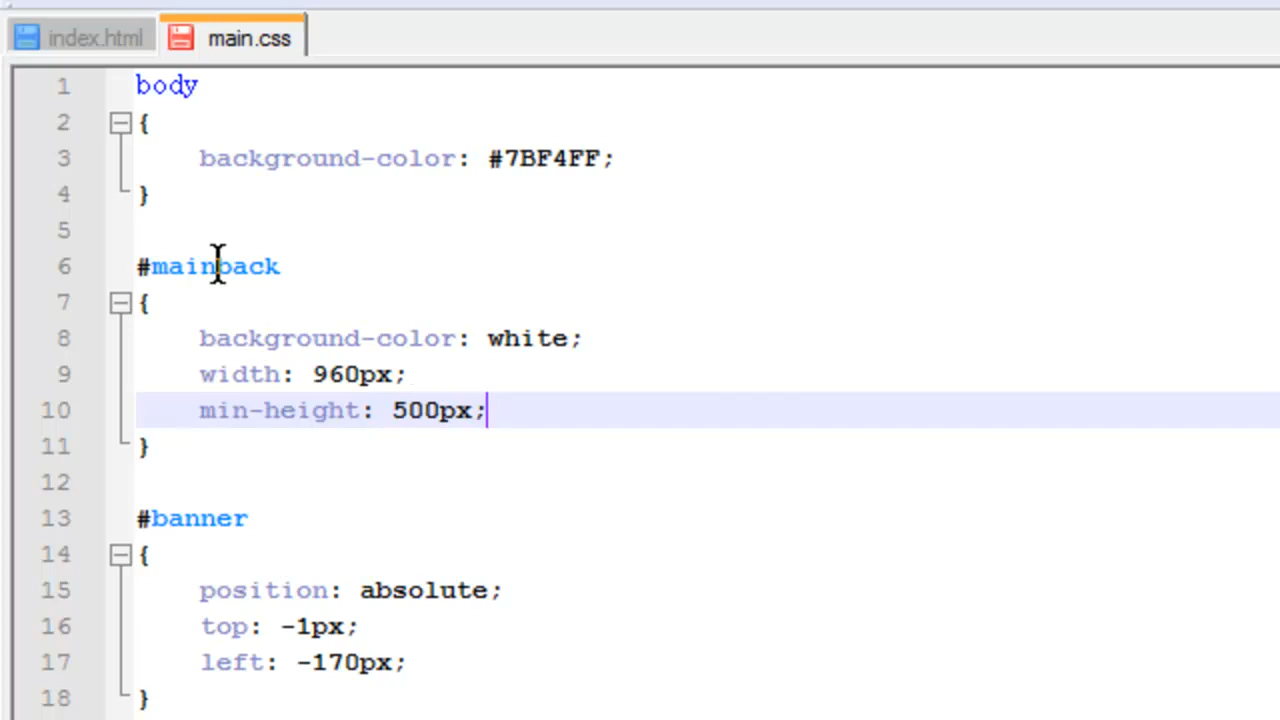 index.html main.css
1 body
2 {
3 background-color: #7BF4FF;
4 }
5
6 #mainback
7 {
8 background-color: white;
9 width: 960px;
10 min-height: 500px;
11 }
12
13 #banner
14 {
15 position: absolute;
16 top: -1px;
17 left: -170px;
18 }